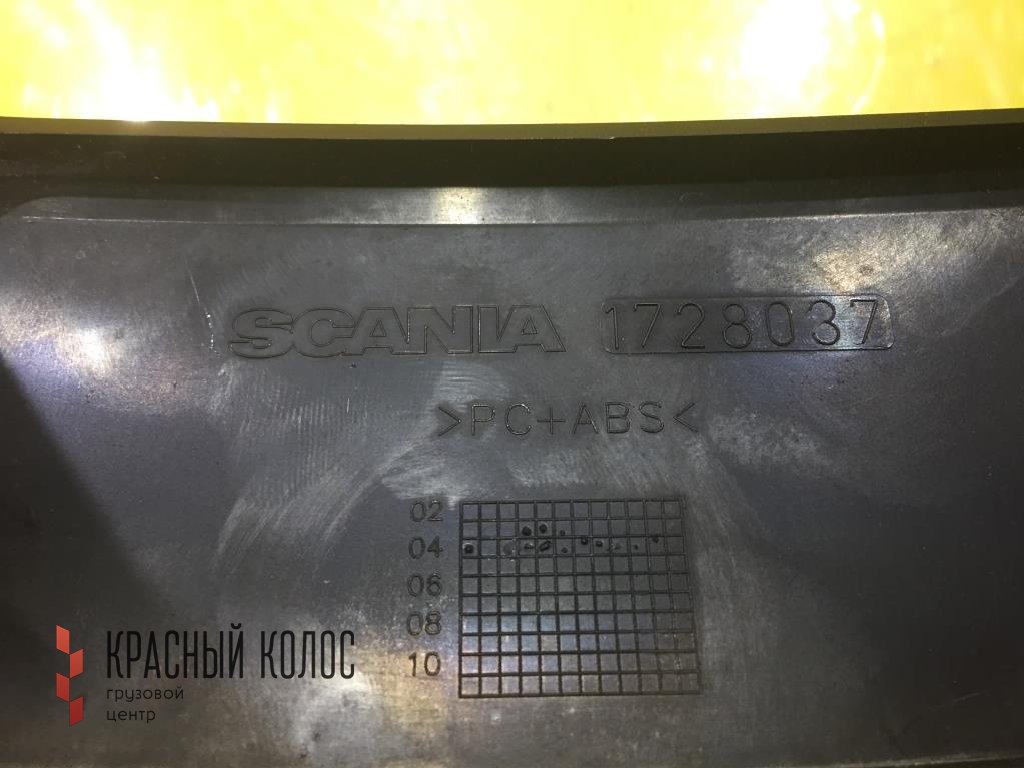 SCANIA 1728037
>PC+ABS<
02
04
06
08
10
КРАСНЫЙ КОЛОС
грузовой
центр